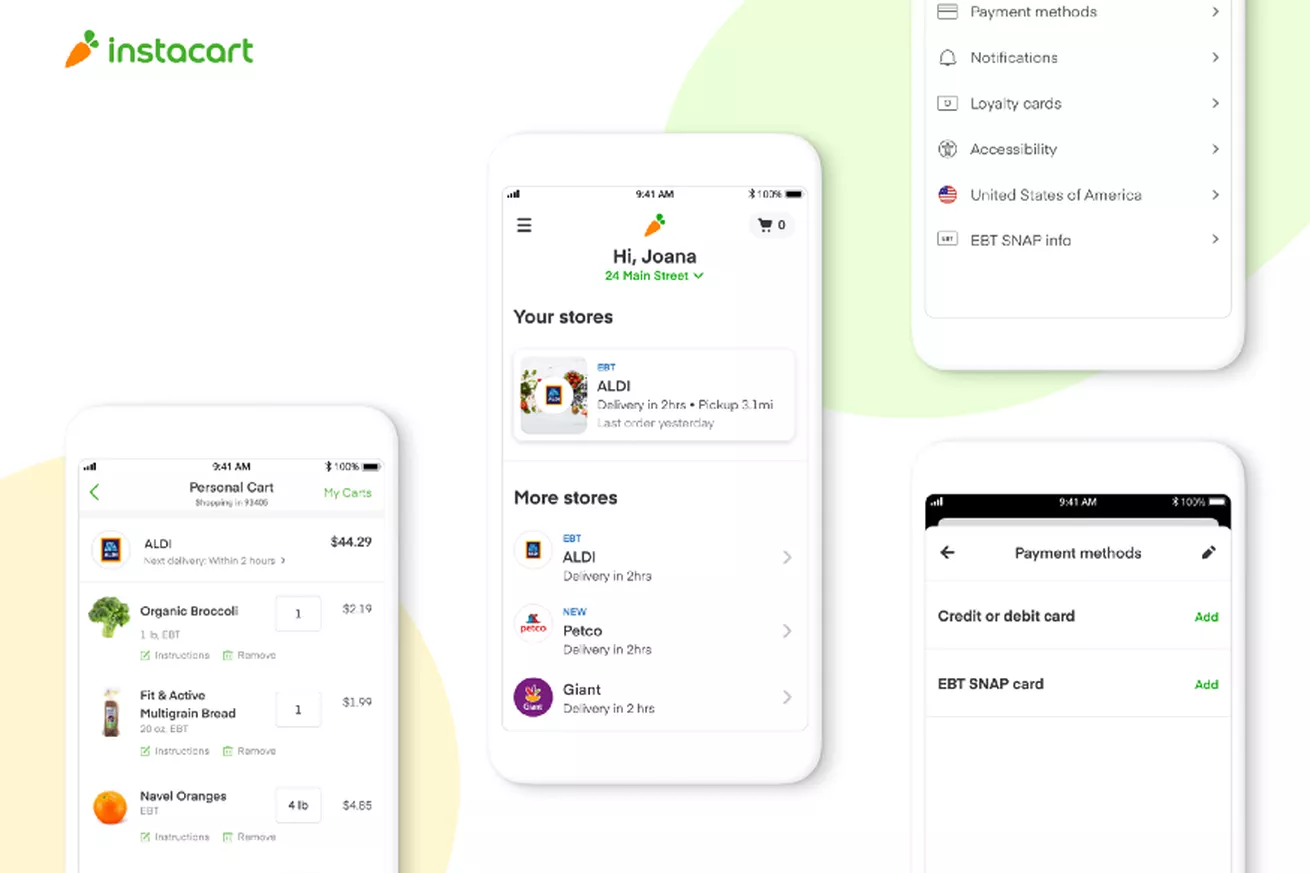 instacart
9:41 AM
100%
Personal Cart
My Carts
Shopping in 93405
ALDI
$44.29
Next delivery: Within 2 hours
Organic Broccoli
1
$2.19
1 lb, EBT
Instructions
Remove
Fit & Active
Multigrain Bread
1
$1.99
20 oz, EBT
Instructions
Remove
Navel Oranges
4 lb
$4.85
EBT
Instructions
Remove
9:41 AM
100%
0
Hi, Joana
24 Main Street
Your stores
EBT
ALDI
ALDI
Delivery in 2hrs • Pickup 3.1mi
Last order yesterday
More stores
EBT
ALDI
Delivery in 2hrs
NEW
petco
Petco
Delivery in 2hrs
Giant
Giant
Delivery in 2 hrs
Payment methods
Notifications
Loyalty cards
Accessibility
United States of America
EBT
EBT SNAP info
9:41 AM
100%
Payment methods
Credit or debit card
Add
EBT SNAP card
Add